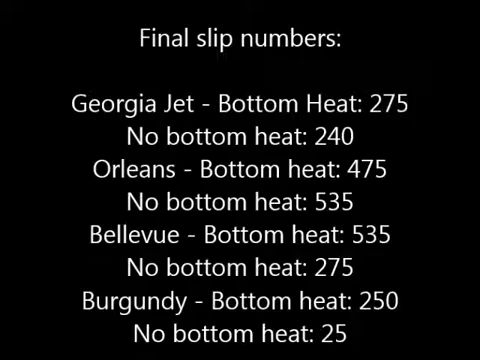 Final slip numbers:
Georgia Jet - Bottom Heat: 275
No bottom heat: 240
Orleans - Bottom heat: 475
No bottom heat: 535
Bellevue - Bottom heat: 535
No bottom heat: 275
Burgundy - Bottom heat: 250
No bottom heat: 25